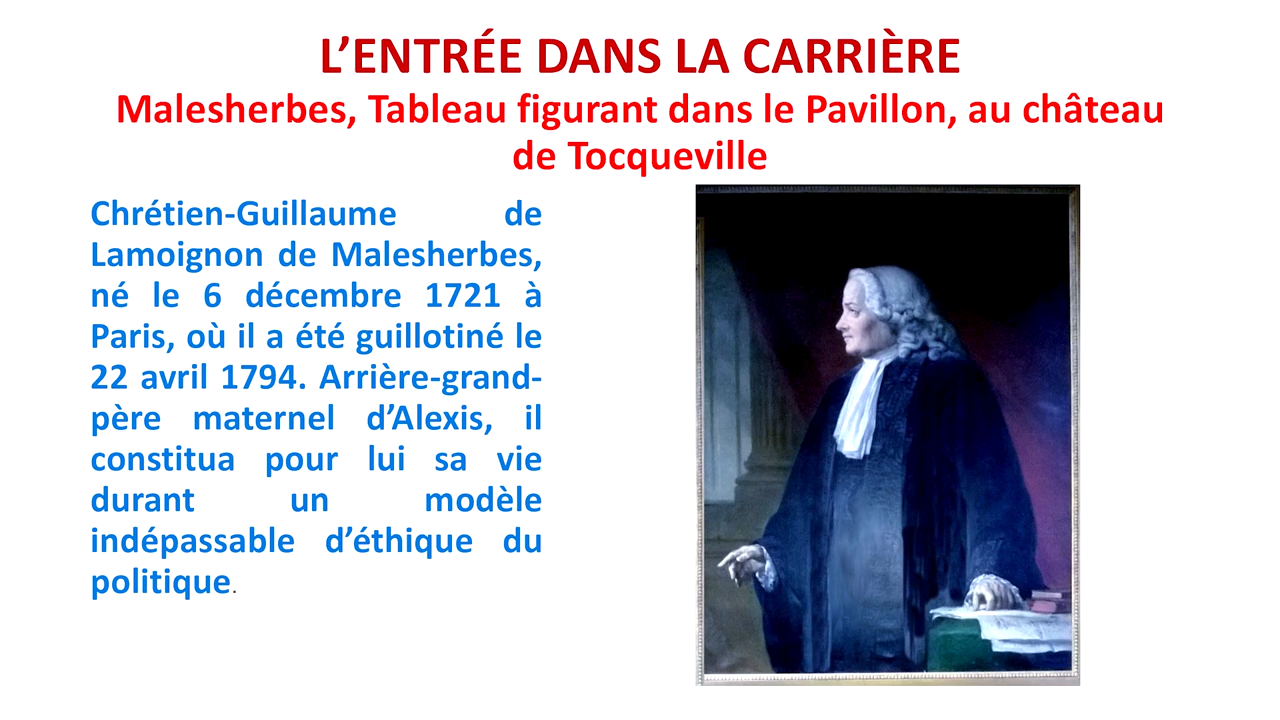 L’ENTRÉE DANS LA CARRIÈRE
Malesherbes, Tableau figurant dans le Pavillon, au château
de Tocqueville
Chrétien-Guillaume de
Lamoignon de Malesherbes,
né le 6 décembre 1721 à
Paris, où il a été guillotiné le
22 avril 1794. Arrière-grand-
père maternel d’Alexis, il
constitua pour lui sa vie
durant un modèle
indépassable d’éthique du
politique.